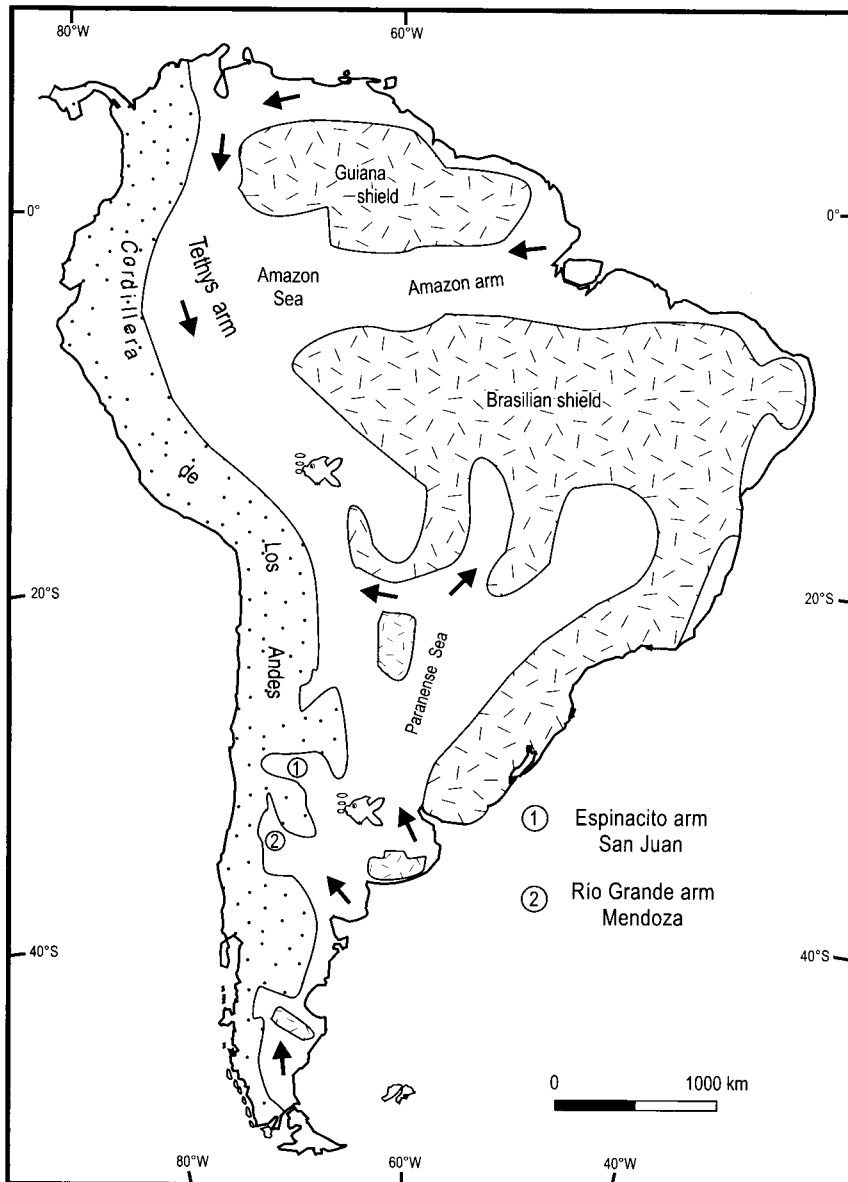 80°W
60°W
Guiana
shield
0°
0°
Cordillera
Tethys arm
Amazon
Sea
Amazon arm
Brasilian shield
de
Los
20°S
20°S
Andes
Paranense Sea
1
1
Espinacito arm
San Juan
2
2
Río Grande arm
Mendoza
40°S
40°S
0
1000 km
80°W
60°W
40°W